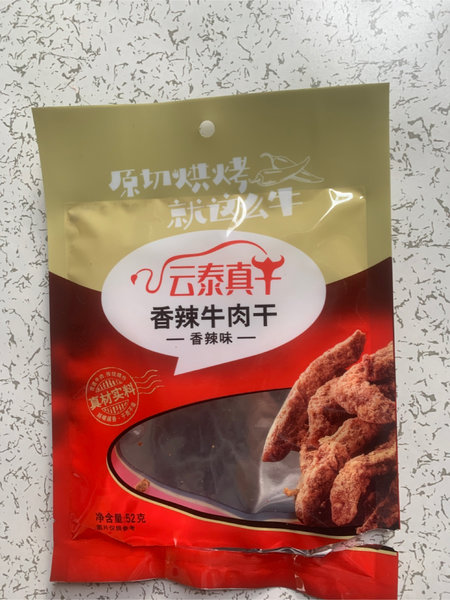 原切烘烤
就这么牛
云泰真牛
香辣牛肉干
香辣味
真材实料
净含量:52克
图片仅供参考